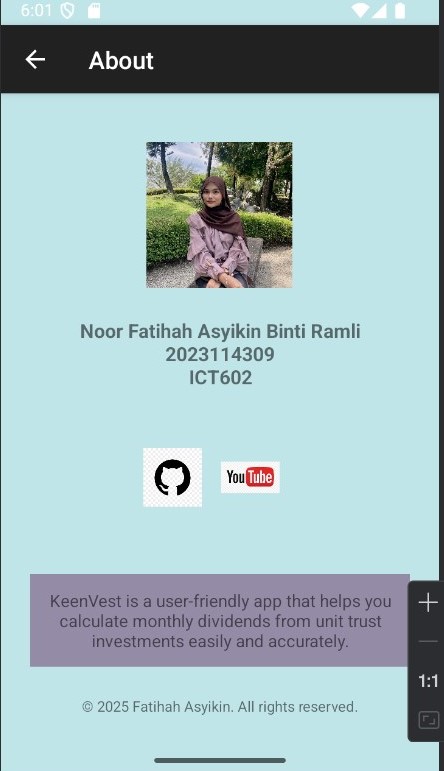 6:01
About
Noor Fatihah Asyikin Binti Ramli
2023114309
ICT602
YouTube
KeenVest is a user-friendly app that helps you
calculate monthly dividends from unit trust
investments easily and accurately.
© 2025 Fatihah Asyikin. All rights reserved.
1:1